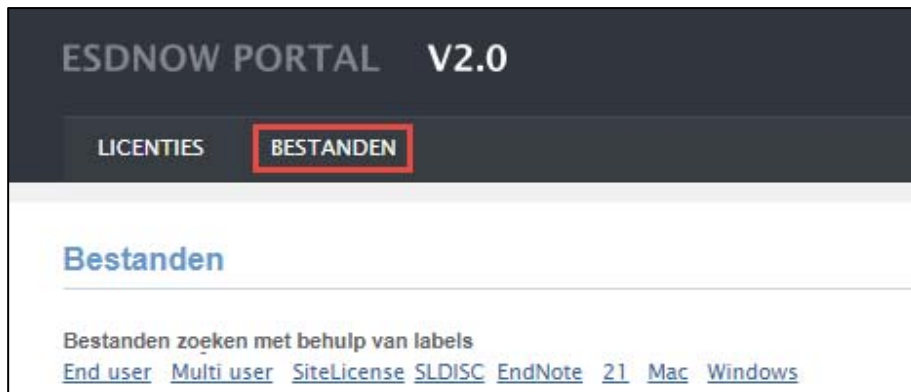 ESDNOW PORTAL V2.0
LICENTIES BESTANDEN
Bestanden
Bestanden zoeken met behulp van labels
End user Multi user SiteLicense SLDISC EndNote 21 Mac Windows